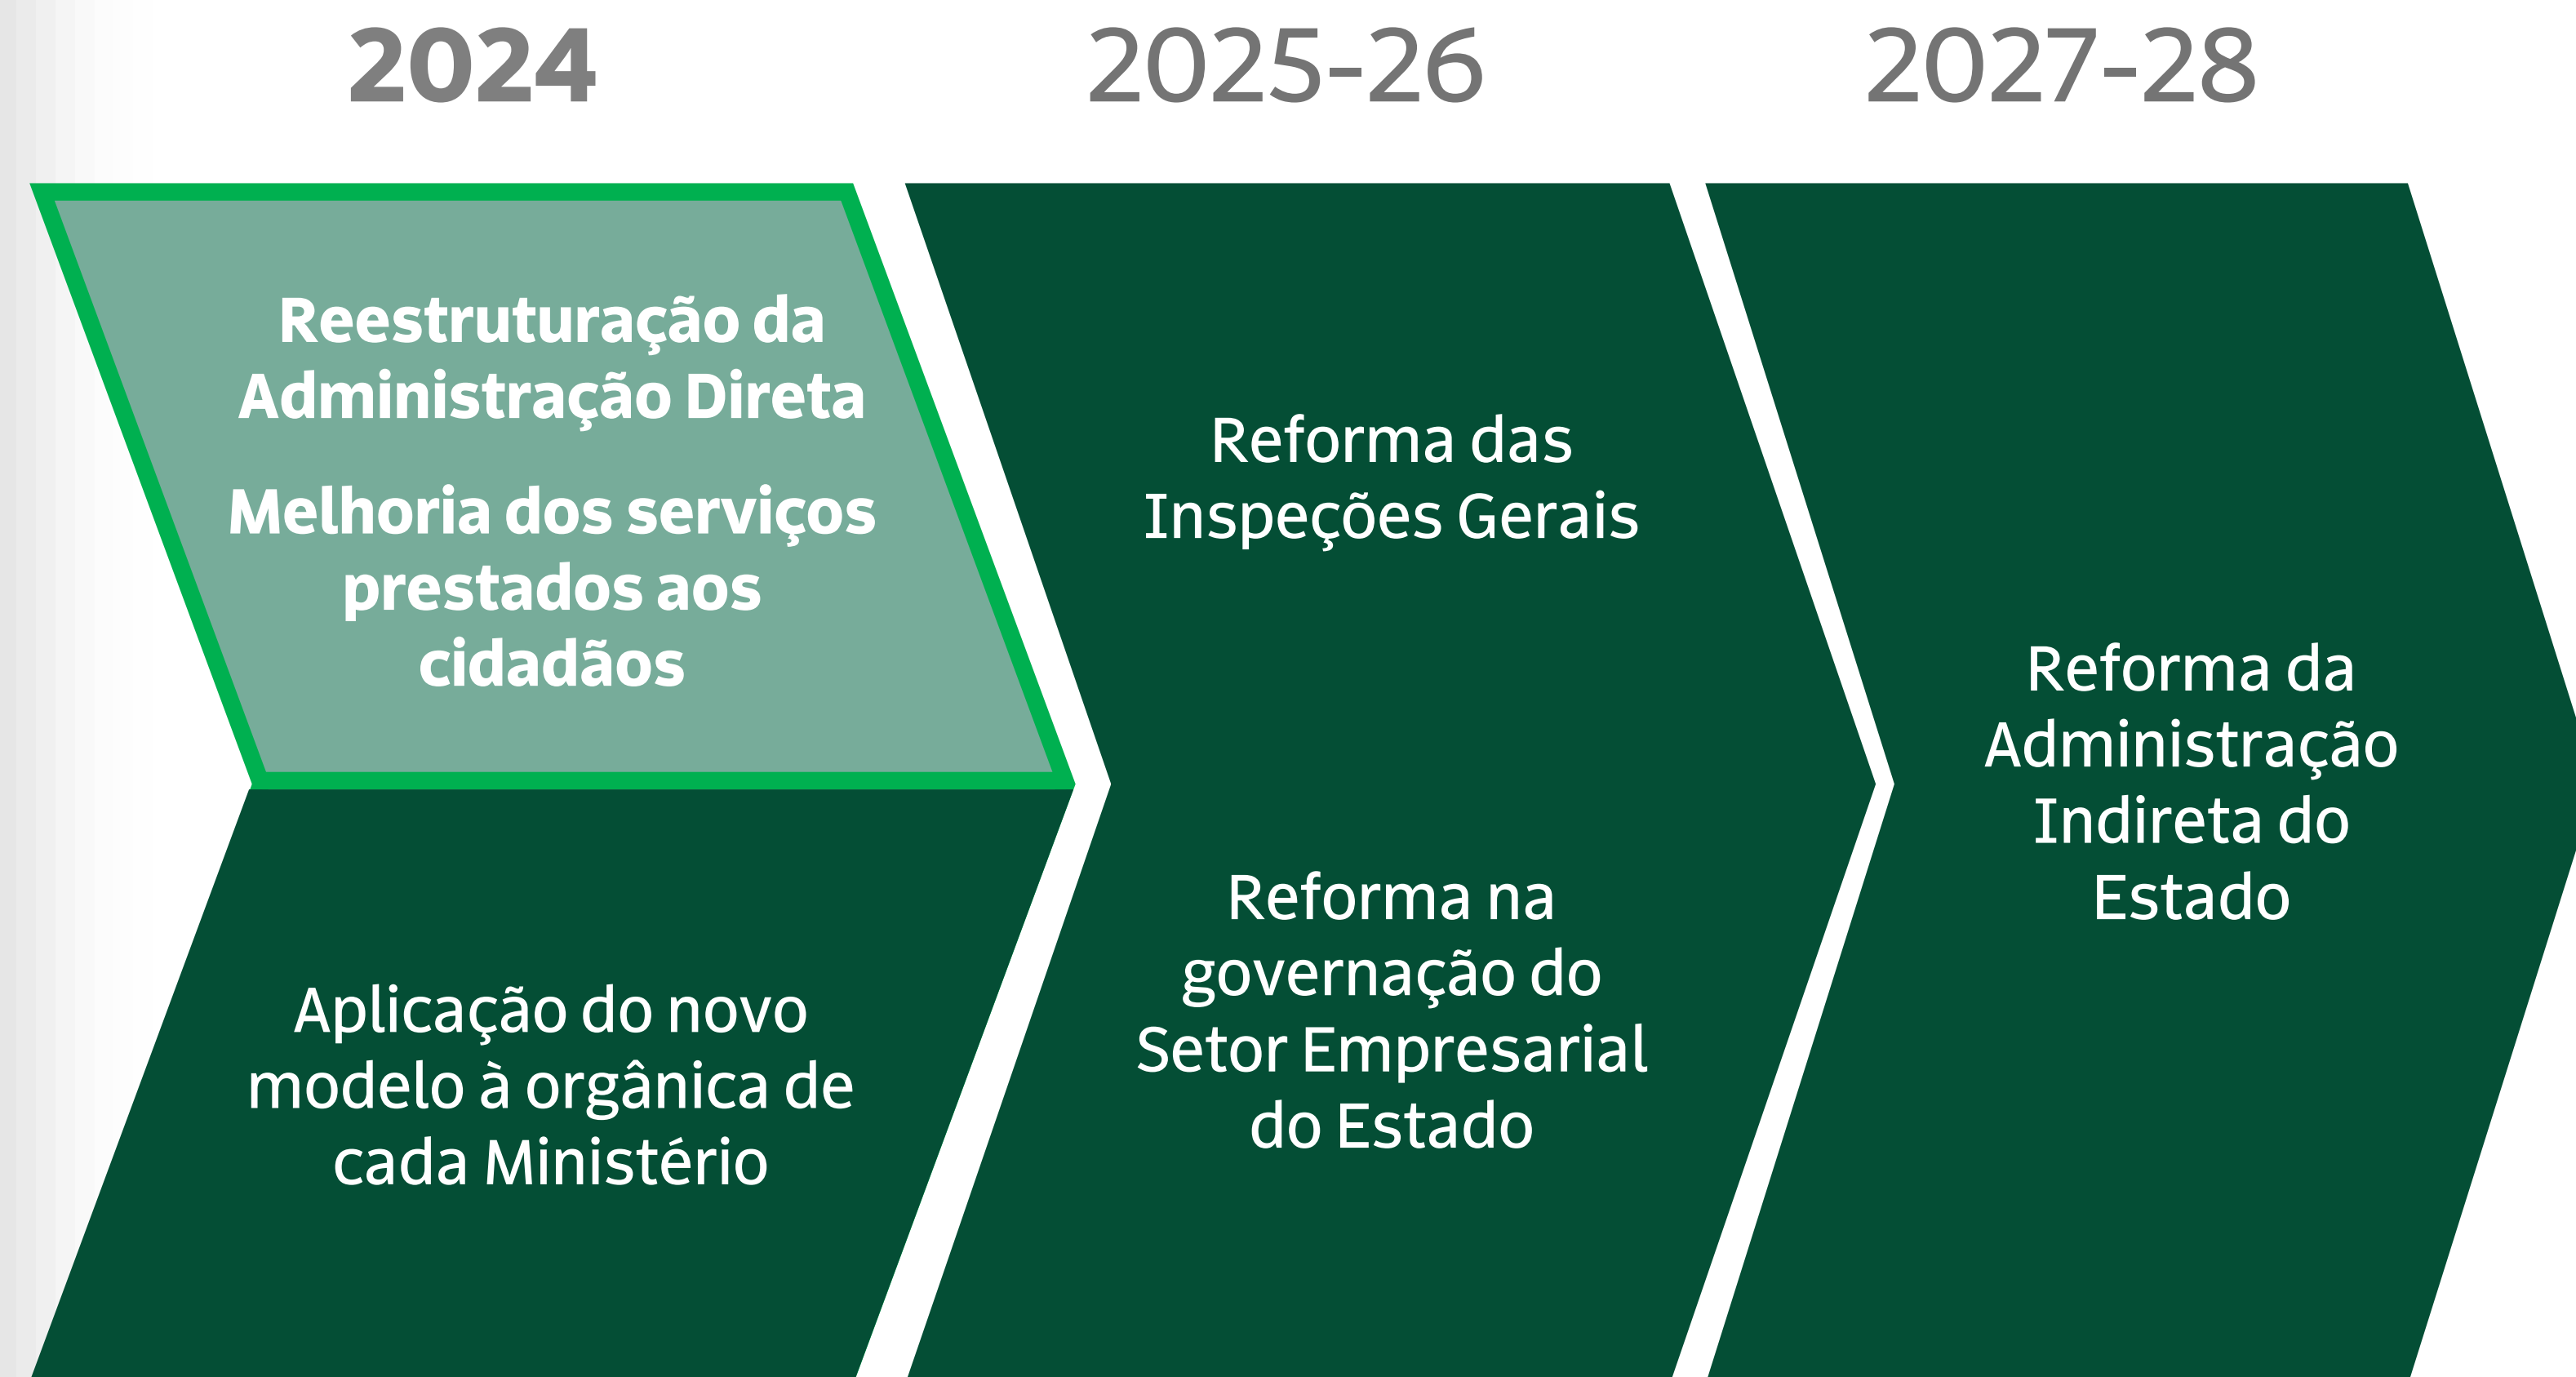 2024
2025-26
2027-28
Reestruturação da
Administração Direta
Melhoria dos serviços
prestados aos
cidadãos
Aplicação do novo
modelo à orgânica de
cada Ministério
Reforma das
Inspeções Gerais
Reforma na
governação do
Setor Empresarial
do Estado
Reforma da
Administração
Indireta do
Estado